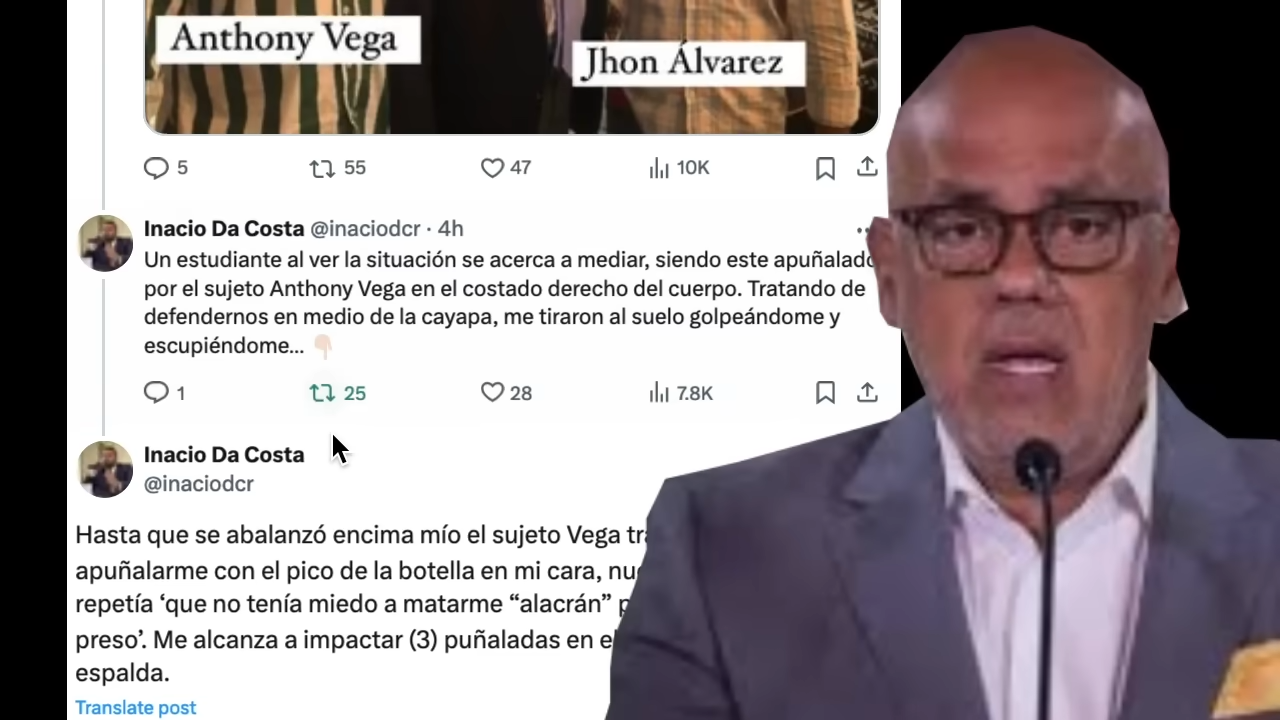 Anthony Vega
Jhon Álvarez
5 55 47 10K
Inacio Da Costa @inaciodcr · 4h
Un estudiante al ver la situación se acerca a mediar, siendo este apuñalado
por el sujeto Anthony Vega en el costado derecho del cuerpo. Tratando de
defendernos en medio de la cayapa, me tiraron al suelo golpeándome y
escupiéndome...
1 25 28 7.8K
Inacio Da Costa
@inaciodcr
Hasta que se abalanzó encima mío el sujeto Vega
apuñalarme con el pico de la botella en mi cara,
repetía ‘que no tenía miedo a matarme “alacrán”
preso’. Me alcanza a impactar (3) puñaladas en
espalda.
Translate post